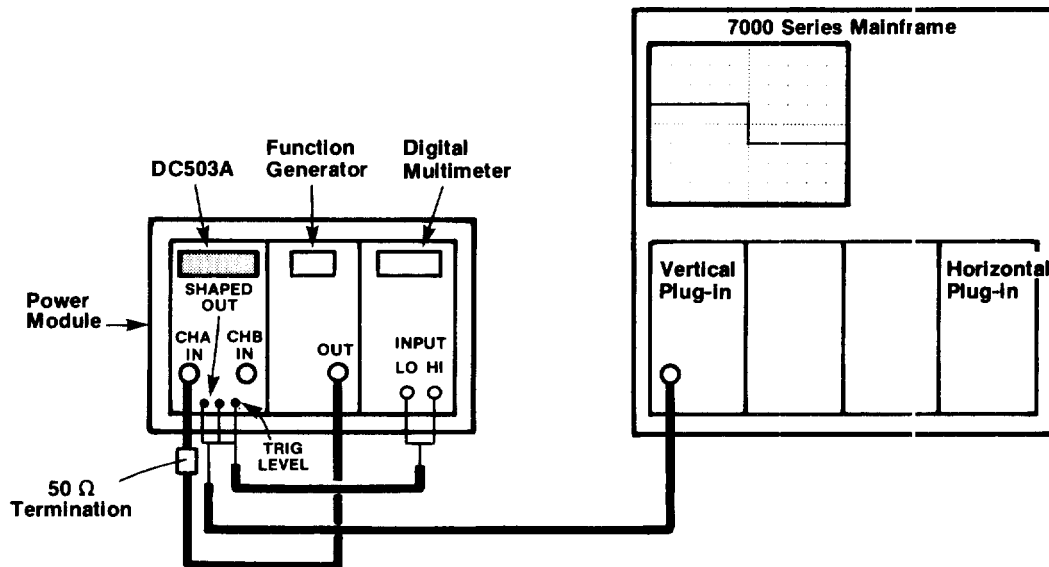 7000 Series Mainframe
Function
Generator
Digital
Multimeter
DC503A
SHAPED
OUT
Power
Module
CHA
IN
CHB
IN
OUT
INPUT
LO HI
TRIG
LEVEL
50 Ω
Termination
Vertical
Plug-in
Horizontal
Plug-in